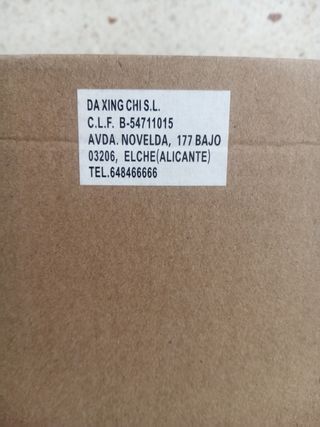 DA XING CHI S.L.
C.L.F. B-54711015
AVDA. NOVELDA, 177 BAJO
03206, ELCHE(ALICANTE)
TEL.648466666